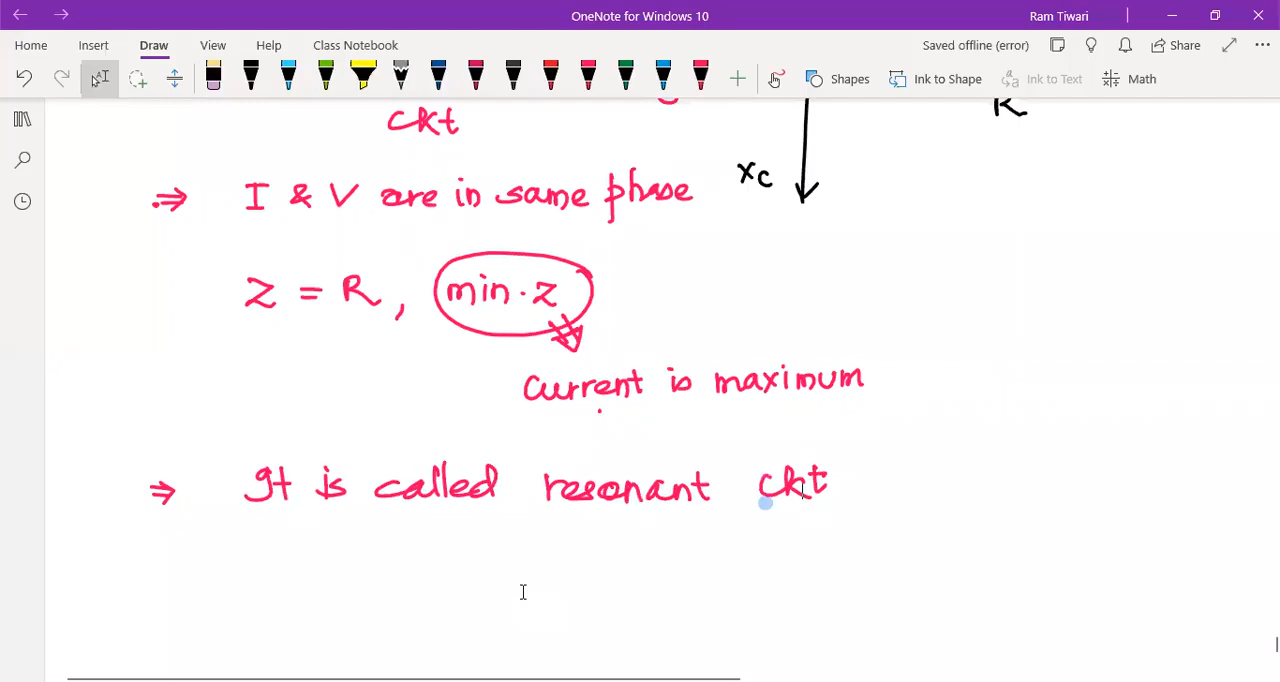 OneNote for Windows 10
Ram Tiwari
Home Insert Draw View Help Class Notebook
Saved offline (error) Share
Shapes Ink to Shape Ink to Text Math
ckt
R
xc
⇒ I & V are in same phase
Z = R, min. Z
Current is maximum
⇒ It is called resonant ckt